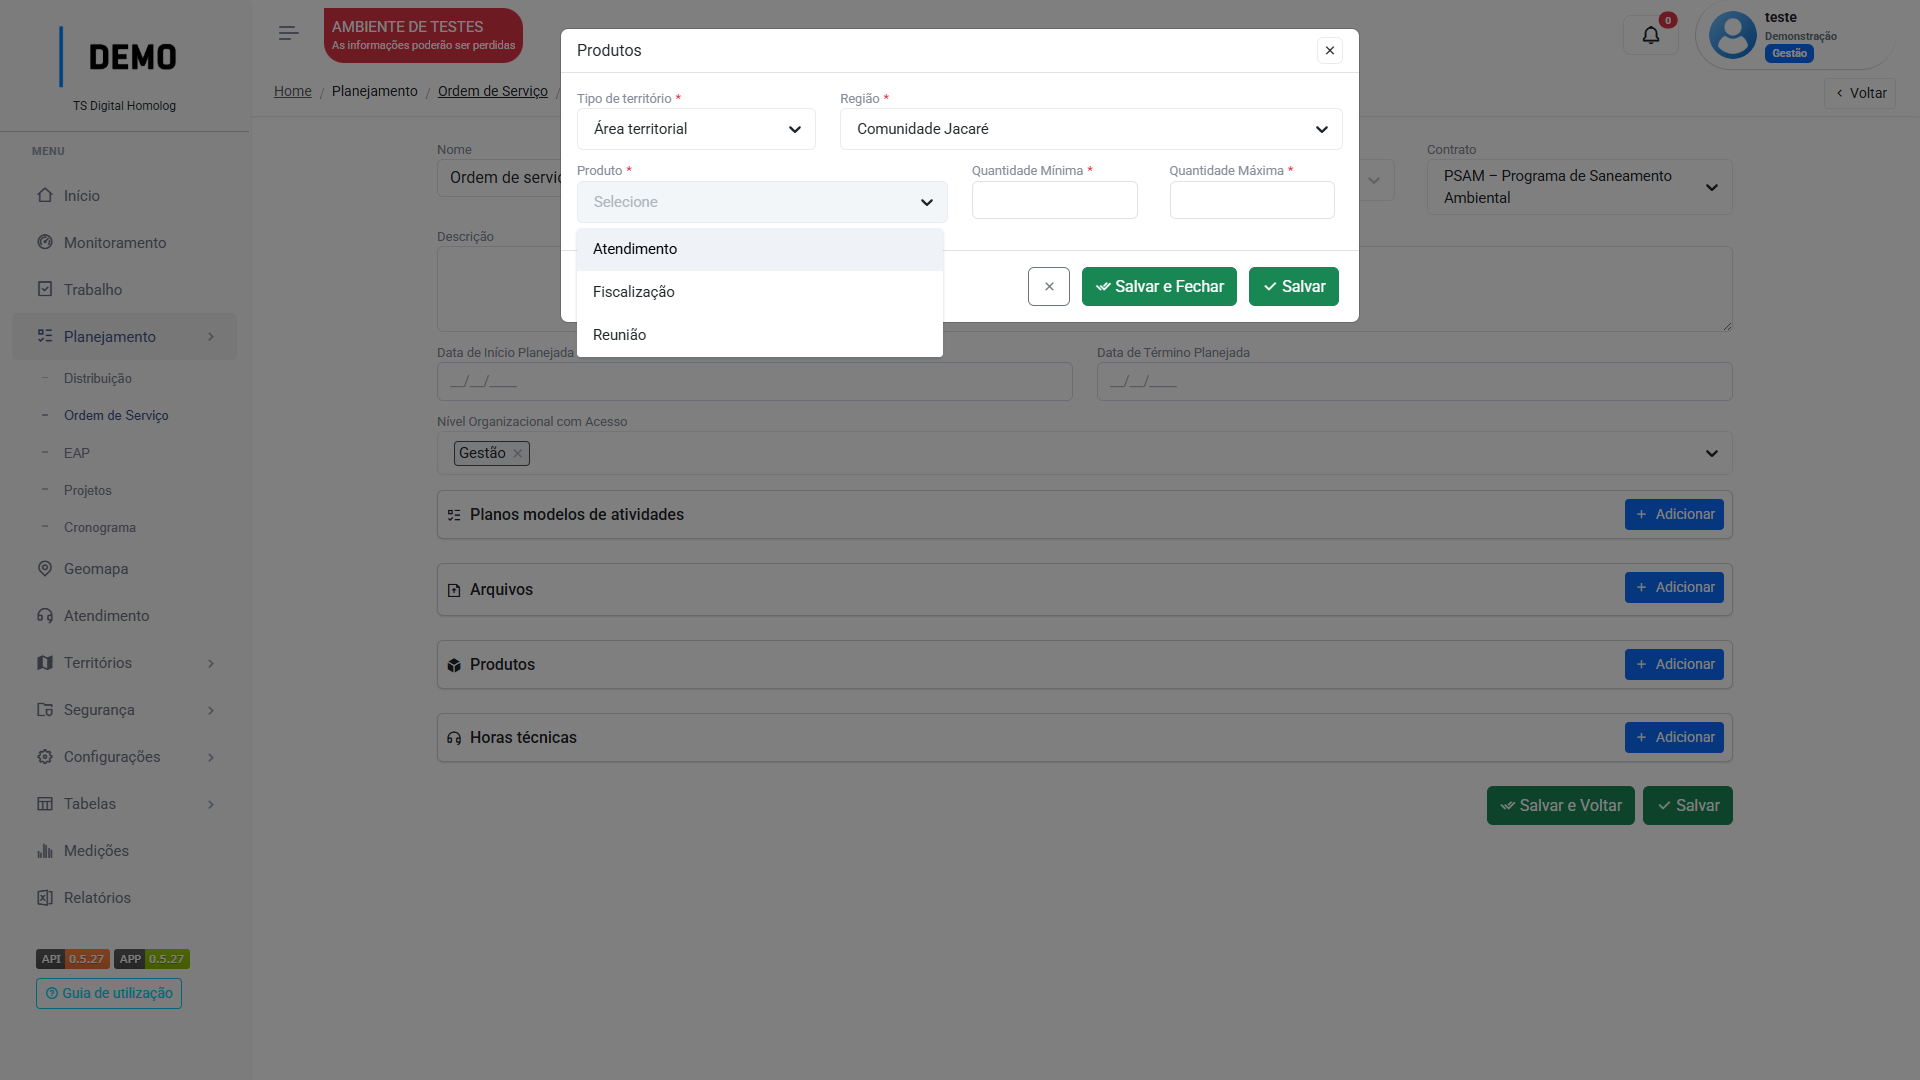 DEMO
TS Digital Homolog
MENU
Início
Monitoramento
Trabalho
Planejamento
Distribuição
Ordem de Serviço
EAP
Projetos
Cronograma
Geomapa
Atendimento
Territórios
Segurança
Configurações
Tabelas
Medições
Relatórios
API 0.5.27 APP 0.5.27
Guia de utilização
AMBIENTE DE TESTES
As informações poderão ser perdidas
0
teste
Demonstração
Gestão
Home / Planejamento / Ordem de Serviço /
Voltar
Produtos
Tipo de território *
Região *
Área territorial
Comunidade Jacaré
Produto *
Quantidade Mínima *
Quantidade Máxima *
Selecione
Atendimento
Fiscalização
Reunião
Salvar e Fechar
Salvar
Nome
Ordem de serviç
Contrato
PSAM – Programa de Saneamento
Ambiental
Descrição
Data de Início Planejada
Data de Término Planejada
__/__/____
__/__/____
Nível Organizacional com Acesso
Gestão
Planos modelos de atividades
Adicionar
Arquivos
Adicionar
Produtos
Adicionar
Horas técnicas
Adicionar
Salvar e Voltar
Salvar